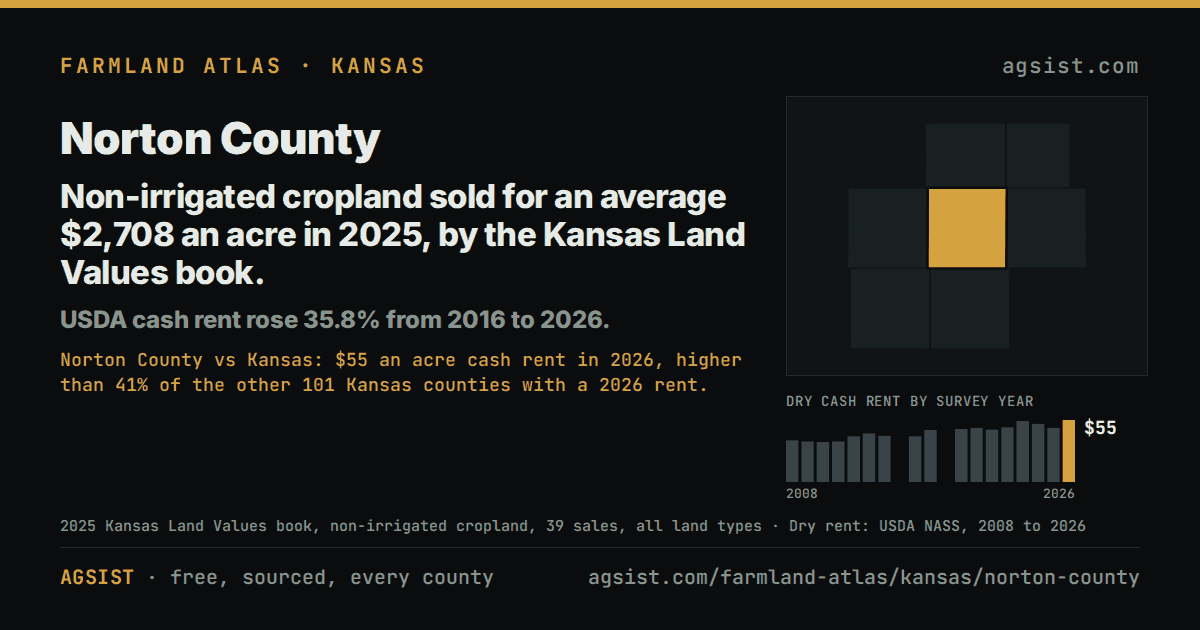 FARMLAND ATLAS · KANSAS
agsist.com
Norton County
Non-irrigated cropland sold for an average
$2,708 an acre in 2025, by the Kansas Land
Values book.
USDA cash rent rose 35.8% from 2016 to 2026.
Norton County vs Kansas: $55 an acre cash rent in 2026, higher
than 41% of the other 101 Kansas counties with a 2026 rent.
DRY CASH RENT BY SURVEY YEAR
$55
2008 2026
2025 Kansas Land Values book, non-irrigated cropland, 39 sales, all land types · Dry rent: USDA NASS, 2008 to 2026
AGSIST · free, sourced, every county
agsist.com/farmland-atlas/kansas/norton-county